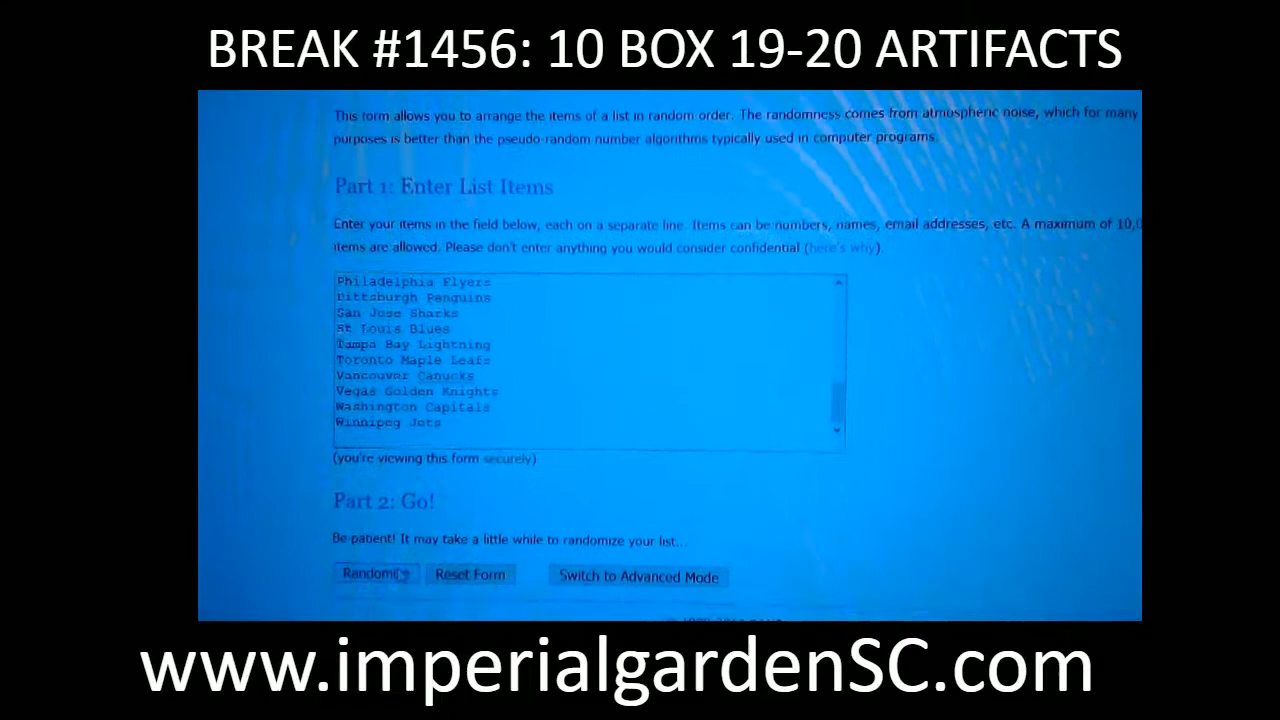 BREAK #1456: 10 BOX 19-20 ARTIFACTS
This form allows you to arrange the items of a list in random order. The randomness comes from atmospheric noise, which for many
purposes is better than the pseudo-random number algorithms typically used in computer programs.
Part 1: Enter List Items
Enter your items in the field below, each on a separate line. Items can be numbers, names, email addresses, etc. A maximum of 10,0
items are allowed. Please don't enter anything you would consider confidential (here's why).
Philadelphia Flyers
Pittsburgh Penguins
San Jose Sharks
St Louis Blues
Tampa Bay Lightning
Toronto Maple Leafs
Vancouver Canucks
Vegas Golden Knights
Washington Capitals
Winnipeg Jets
(you're viewing this form securely)
Part 2: Go!
Be patient! It may take a little while to randomize your list...
Randomize Reset Form Switch to Advanced Mode
www.imperialgardenSC.com